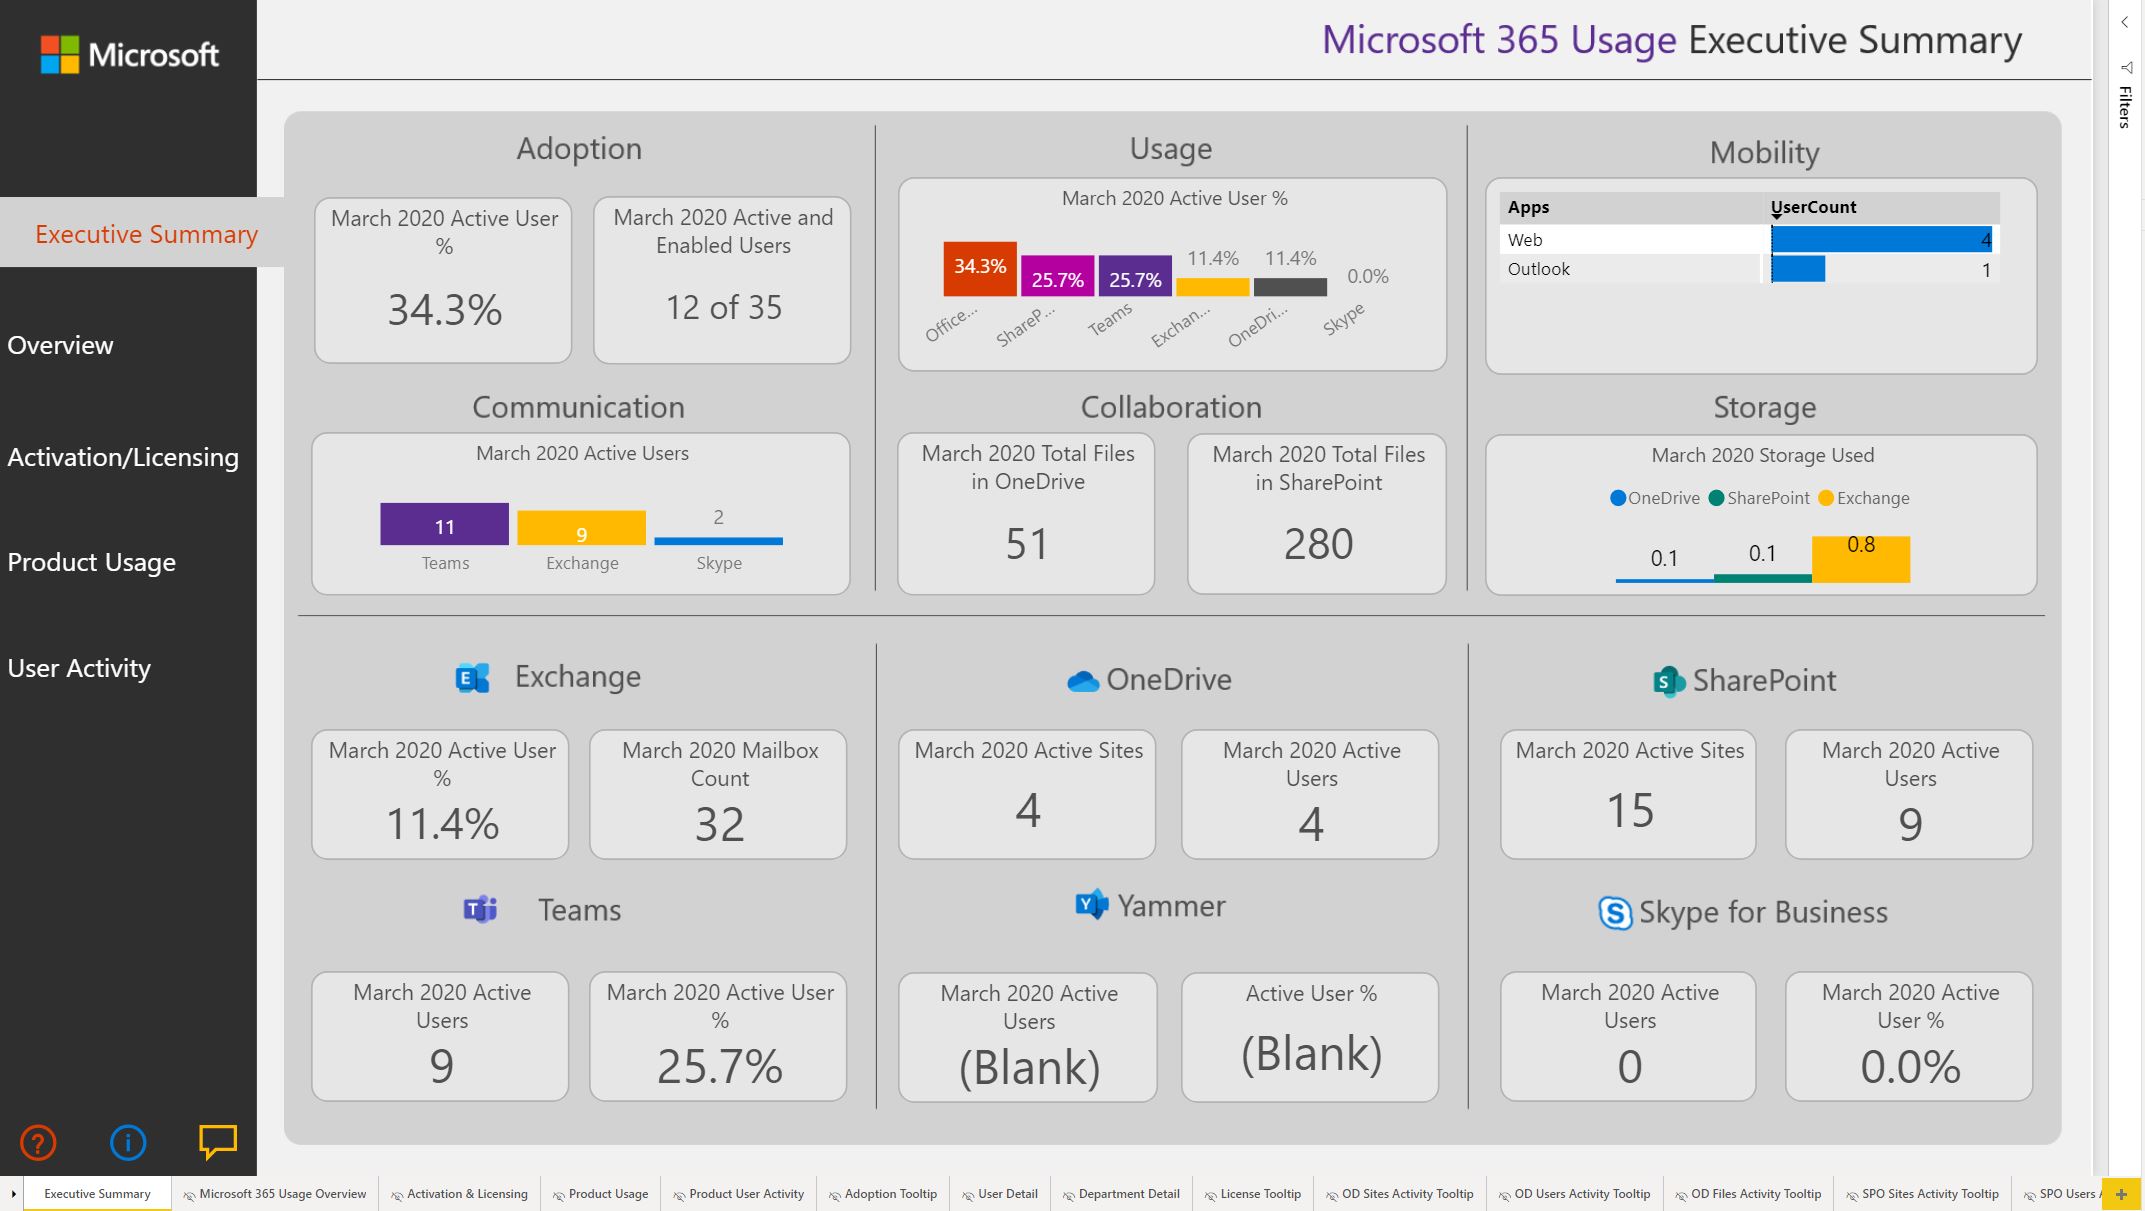 Microsoft
Microsoft 365 Usage Executive Summary
Filters
Executive Summary
Overview
Activation/Licensing
Product Usage
User Activity
Adoption
March 2020 Active User
%
34.3%
March 2020 Active and
Enabled Users
12 of 35
Usage
March 2020 Active User %
34.3%
25.7%
25.7%
11.4%
11.4%
0.0%
Office...
ShareP...
Teams
Exchan...
OneDri...
Skype
Mobility
Apps UserCount
Web 4
Outlook 1
Communication
March 2020 Active Users
11
9
2
Teams
Exchange
Skype
Collaboration
March 2020 Total Files
in OneDrive
51
March 2020 Total Files
in SharePoint
280
Storage
March 2020 Storage Used
OneDrive SharePoint Exchange
0.1
0.1
0.8
Exchange
March 2020 Active User
%
11.4%
March 2020 Mailbox
Count
32
OneDrive
March 2020 Active Sites
4
March 2020 Active
Users
4
SharePoint
March 2020 Active Sites
15
March 2020 Active
Users
9
Teams
March 2020 Active
Users
9
March 2020 Active User
%
25.7%
Yammer
March 2020 Active
Users
(Blank)
Active User %
(Blank)
Skype for Business
March 2020 Active
Users
0
March 2020 Active
User %
0.0%
Executive Summary
Microsoft 365 Usage Overview
Activation & Licensing
Product Usage
Product User Activity
Adoption Tooltip
User Detail
Department Detail
License Tooltip
OD Sites Activity Tooltip
OD Users Activity Tooltip
OD Files Activity Tooltip
SPO Sites Activity Tooltip
SPO Users